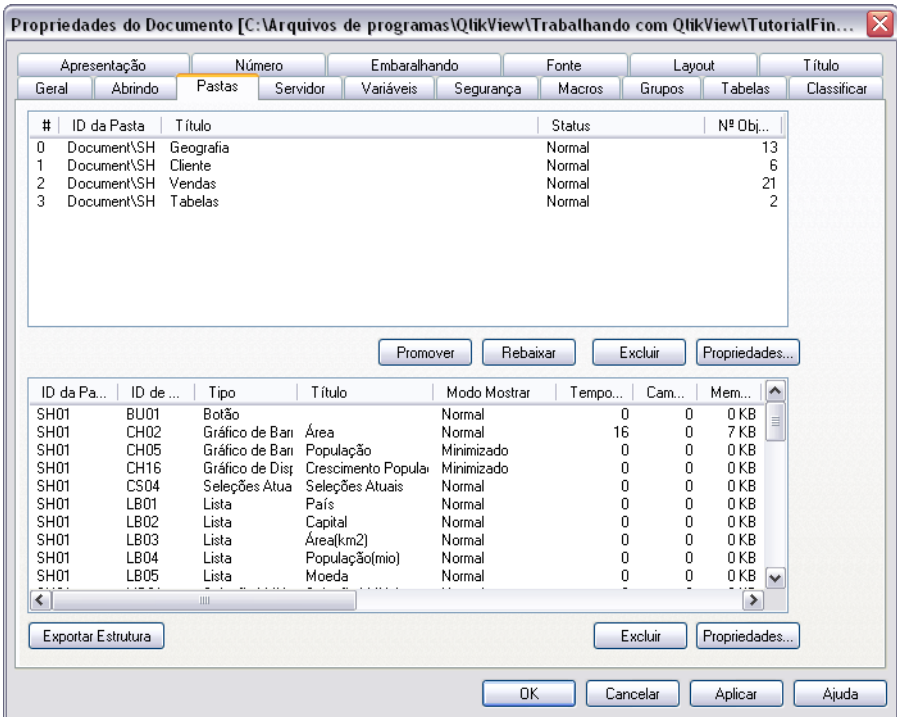 Propriedades do Documento [C:\Arquivos de programas\QlikView\Trabalhando com QlikView\TutorialFin...
Apresentação Número Embaralhando Fonte Layout Título
Geral Abrindo Pastas Servidor Variáveis Segurança Macros Grupos Tabelas Classificar
# ID da Pasta Título Status Nº Obj...
0 Document\SH Geografia Normal 13
1 Document\SH Cliente Normal 6
2 Document\SH Vendas Normal 21
3 Document\SH Tabelas Normal 2
Promover Rebaixar Excluir Propriedades...
ID da Pa... ID de ... Tipo Título Modo Mostrar Tempo... Cam... Mem...
SH01 BU01 Botão Normal 0 0 0 KB
SH01 CH02 Gráfico de Barr Área Normal 16 0 7 KB
SH01 CH05 Gráfico de Barr População Minimizado 0 0 0 KB
SH01 CH16 Gráfico de Disp Crescimento Popula Minimizado 0 0 0 KB
SH01 CS04 Seleções Atua Seleções Atuais Normal 0 0 0 KB
SH01 LB01 Lista País Normal 0 0 0 KB
SH01 LB02 Lista Capital Normal 0 0 0 KB
SH01 LB03 Lista Área(km2) Normal 0 0 0 KB
SH01 LB04 Lista População(mio) Normal 0 0 0 KB
SH01 LB05 Lista Moeda Normal 0 0 0 KB
Exportar Estrutura Excluir Propriedades...
OK Cancelar Aplicar Ajuda